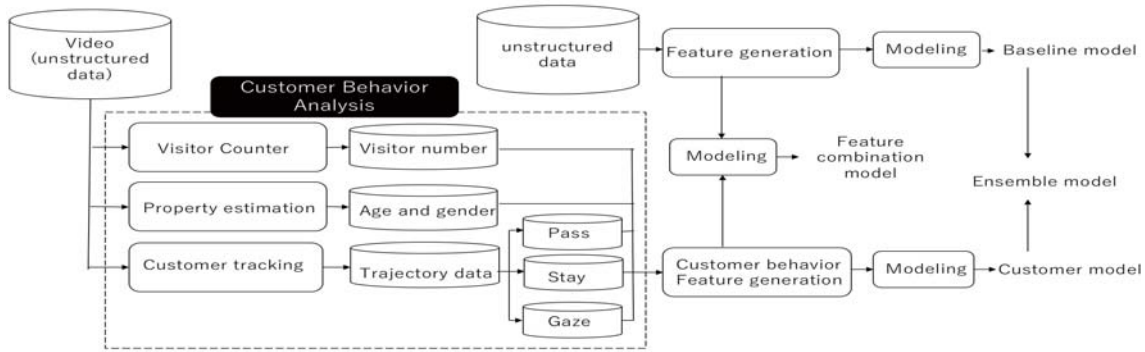 Video
(unstructured
data)
unstructured
data
Feature generation
Modeling
Baseline model
Customer Behavior
Analysis
Visitor Counter
Visitor number
Modeling
Feature
combination
model
Ensemble model
Property estimation
Age and gender
Pass
Customer tracking
Trajectory data
Stay
Gaze
Customer behavior
Feature generation
Modeling
Customer model